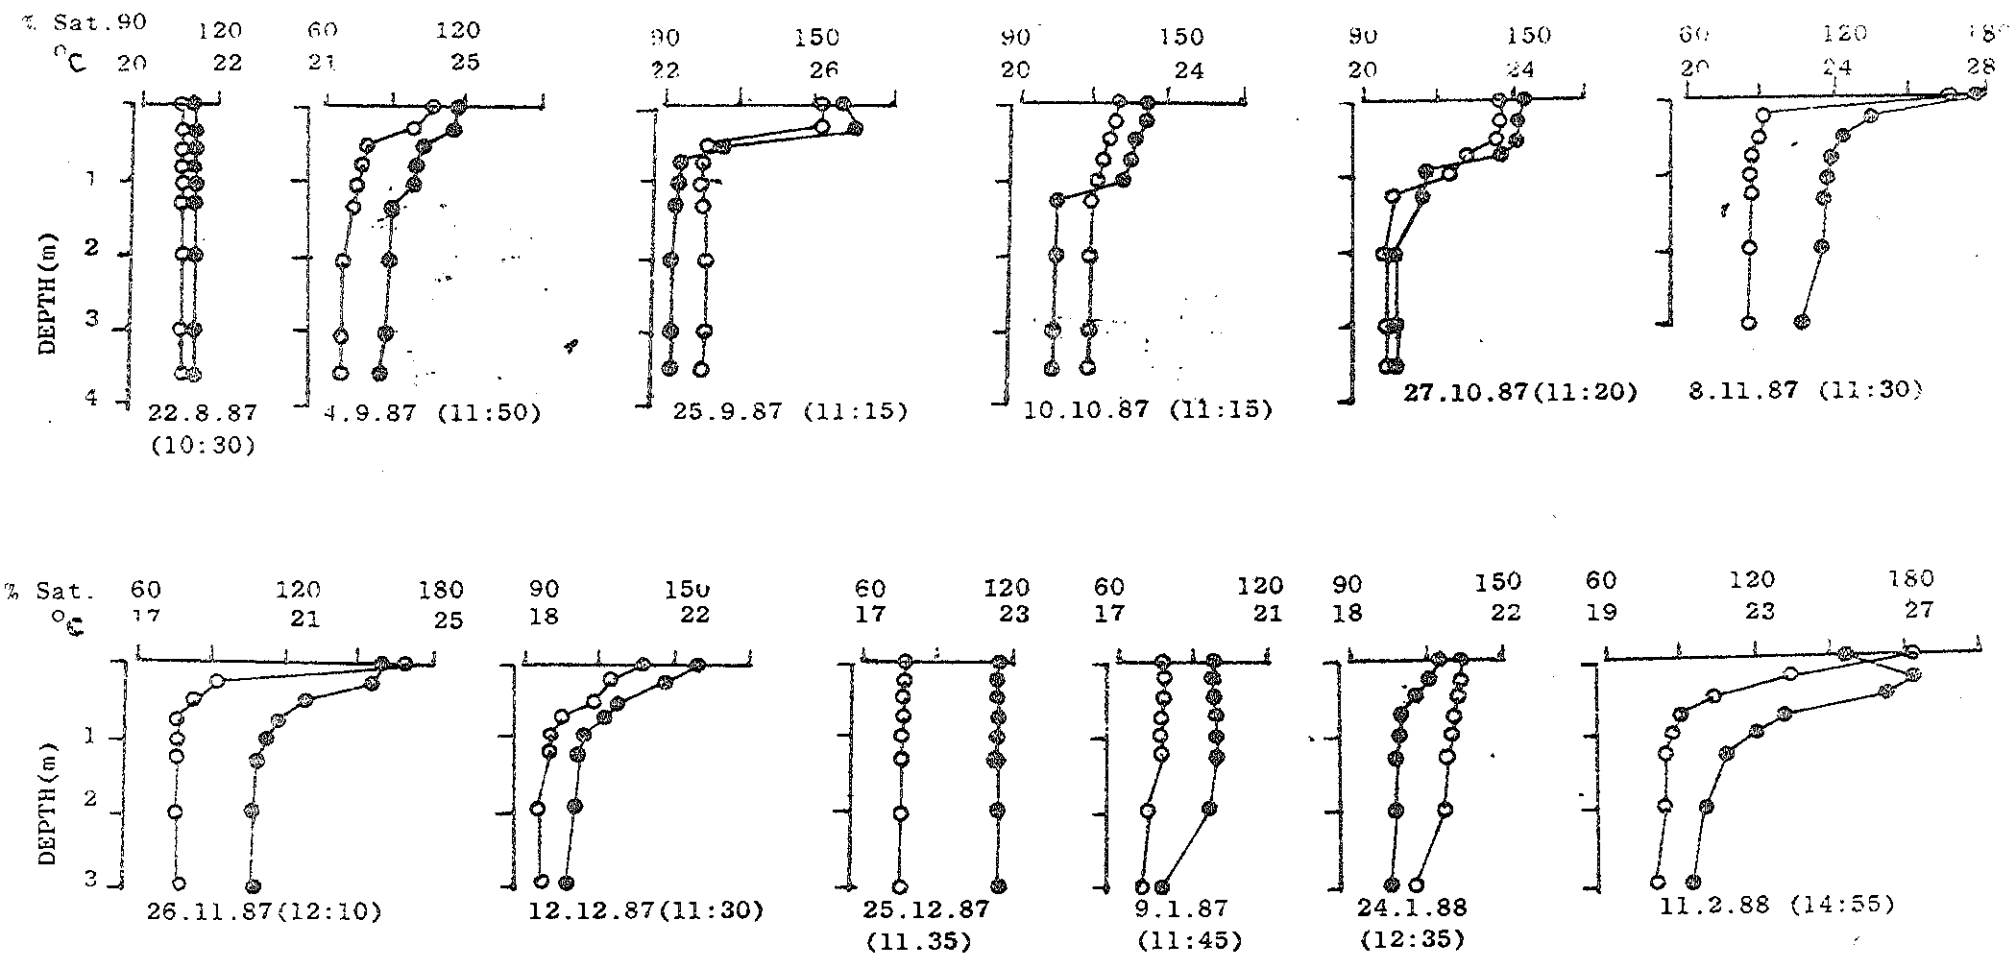 % Sat. 90 120 60 120 90 150 90 150 90 150 60 120 180
°C 20 22 21 25 22 26 20 24 20 24 20 24 28
DEPTH(m)
1
2
3
4
22.8.87 4.9.87 (11:50) 25.9.87 (11:15) 10.10.87 (11:15) 27.10.87(11:20) 8.11.87 (11:30)
(10:30)
% Sat. 60 120 180 90 150 60 120 60 120 90 150 60 120 180
°C 17 21 25 18 22 17 23 17 21 18 22 19 23 27
DEPTH(m)
1
2
3
26.11.87(12:10) 12.12.87(11:30) 25.12.87 9.1.87 24.1.88 11.2.88 (14:55)
(11.35) (11:45) (12:35)